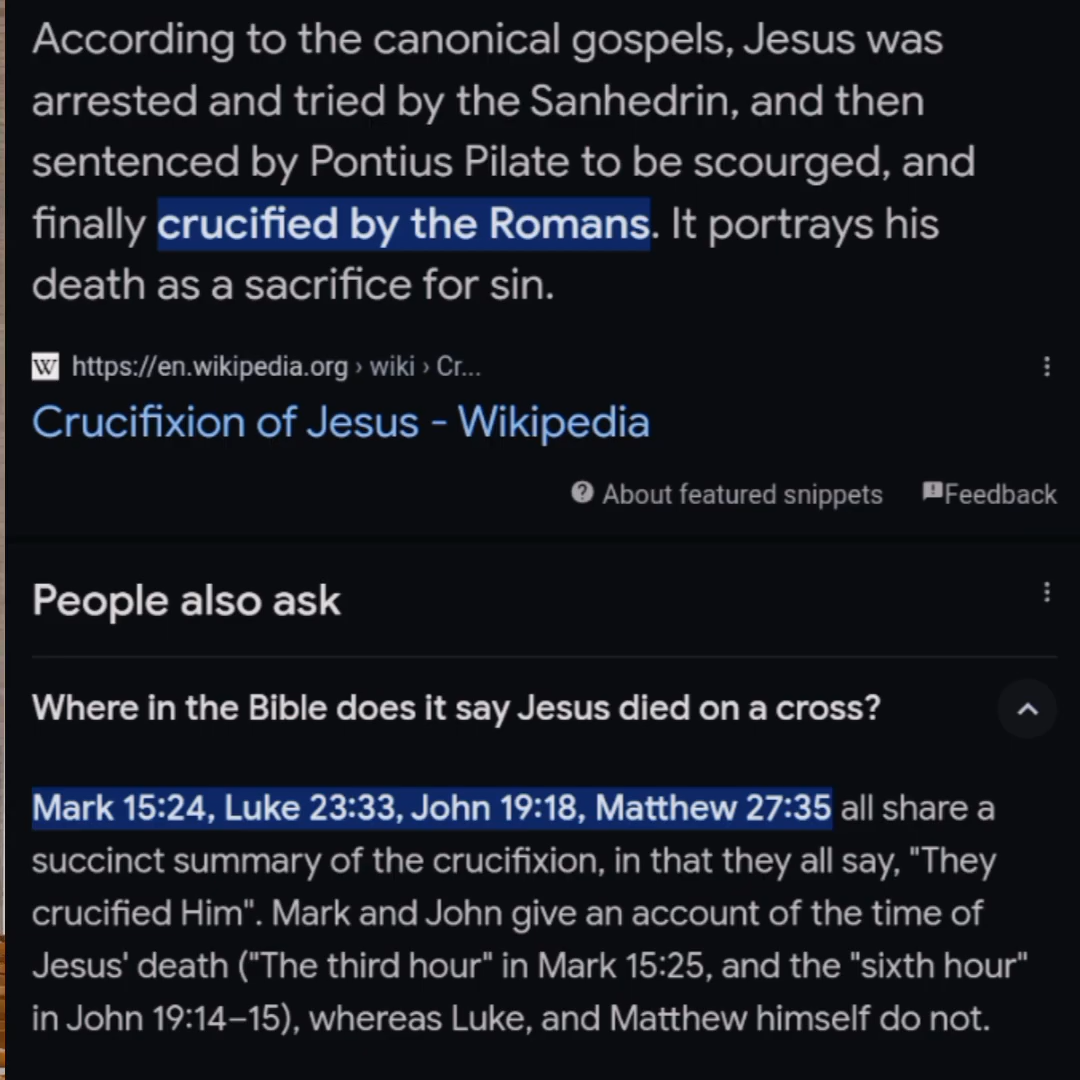 According to the canonical gospels, Jesus was
arrested and tried by the Sanhedrin, and then
sentenced by Pontius Pilate to be scourged, and
finally crucified by the Romans. It portrays his
death as a sacrifice for sin.
W https://en.wikipedia.org › wiki › Cr...
Crucifixion of Jesus - Wikipedia
About featured snippets Feedback
People also ask
Where in the Bible does it say Jesus died on a cross?
Mark 15:24, Luke 23:33, John 19:18, Matthew 27:35 all share a
succinct summary of the crucifixion, in that they all say, "They
crucified Him". Mark and John give an account of the time of
Jesus' death ("The third hour" in Mark 15:25, and the "sixth hour"
in John 19:14–15), whereas Luke, and Matthew himself do not.